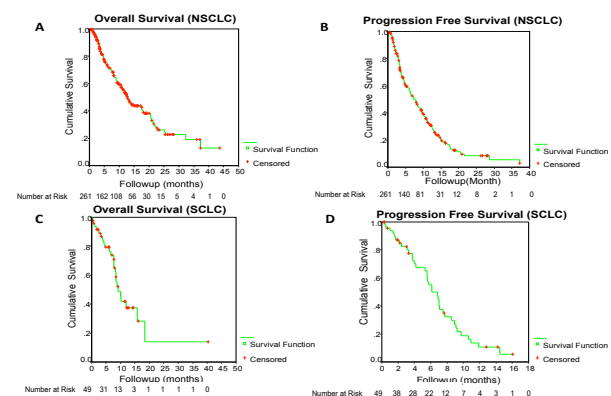 A
Overall Survival (NSCLC)
Cumulative Survival
1.0
.8
.6
.4
.2
0.0
0 5 10 15 20 25 30 35 40 45 50
Followup (months)
Survival Function
Censored
Number at Risk 261 162 108 56 30 15 5 4 1 0
B
Progression Free Survival (NSCLC)
Cumulative Survival
1.0
.8
.6
.4
.2
0.0
0 5 10 15 20 25 30 35 40
Followup(Month)
Survival Function
Censored
Number at Risk 261 140 81 31 12 8 2 1 0
C
Overall Survival (SCLC)
Cumulative Survival
1.0
.8
.6
.4
.2
0.0
0 5 10 15 20 25 30 35 40 45 50
Followup (months)
Survival Function
Censored
Number at Risk 49 31 13 3 1 1 1 1 1 0
D
Progression Free Survival (SCLC)
Cumulative Survival
1.0
.8
.6
.4
.2
0.0
0 2 4 6 8 10 12 14 16 18
Followup (months)
Survival Function
Censored
Number at Risk 49 38 28 22 12 7 4 3 1 0